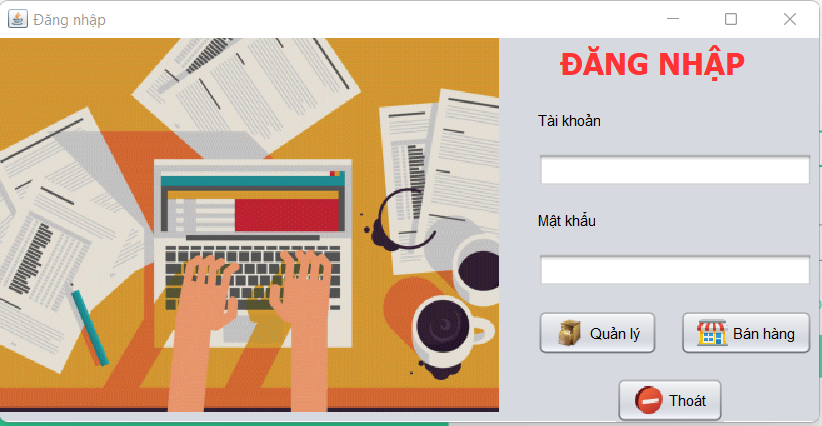 Đăng nhập
ĐĂNG NHẬP
Tài khoản
Mật khẩu
Quản lý
Bán hàng
Thoát